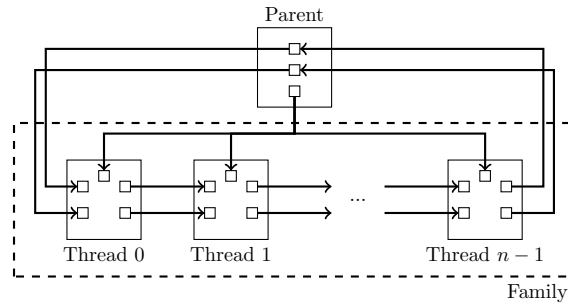 Parent
...
Thread 0
Thread 1
Thread n − 1
Family